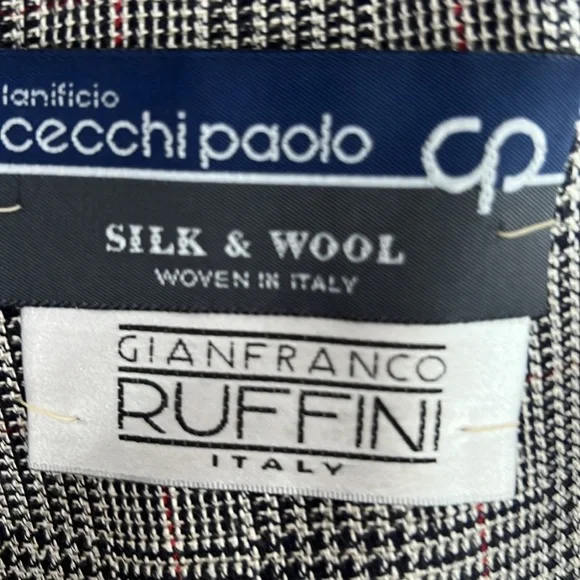 lanificio
cecchi paolo
cp
SILK & WOOL
WOVEN IN ITALY
GIANFRANCO
RUFFINI
ITALY